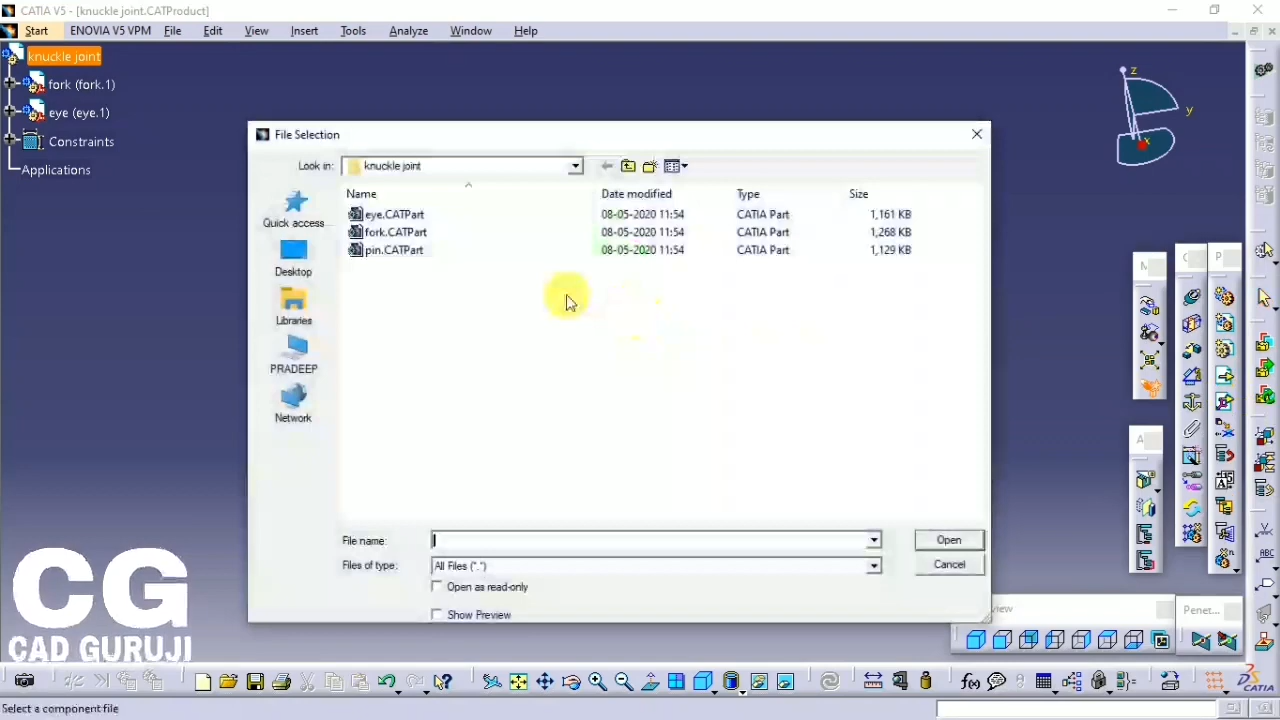 CATIA V5 - [knuckle joint.CATProduct]
Start ENOVIA V5 VPM File Edit View Insert Tools Analyze Window Help
knuckle joint
fork (fork.1)
eye (eye.1)
Constraints
Applications
z
y
x
File Selection
Look in: knuckle joint
Name Date modified Type Size
eye.CATPart 08-05-2020 11:54 CATIA Part 1,161 KB
fork.CATPart 08-05-2020 11:54 CATIA Part 1,268 KB
pin.CATPart 08-05-2020 11:54 CATIA Part 1,129 KB
Quick access
Desktop
Libraries
PRADEEP
Network
File name: Open
Files of type: All Files (*.*) Cancel
Open as read-only
Show Preview
M...
C...
P...
A...
Penet...
CG
CAD GURUJI
Select a component file
CATIA